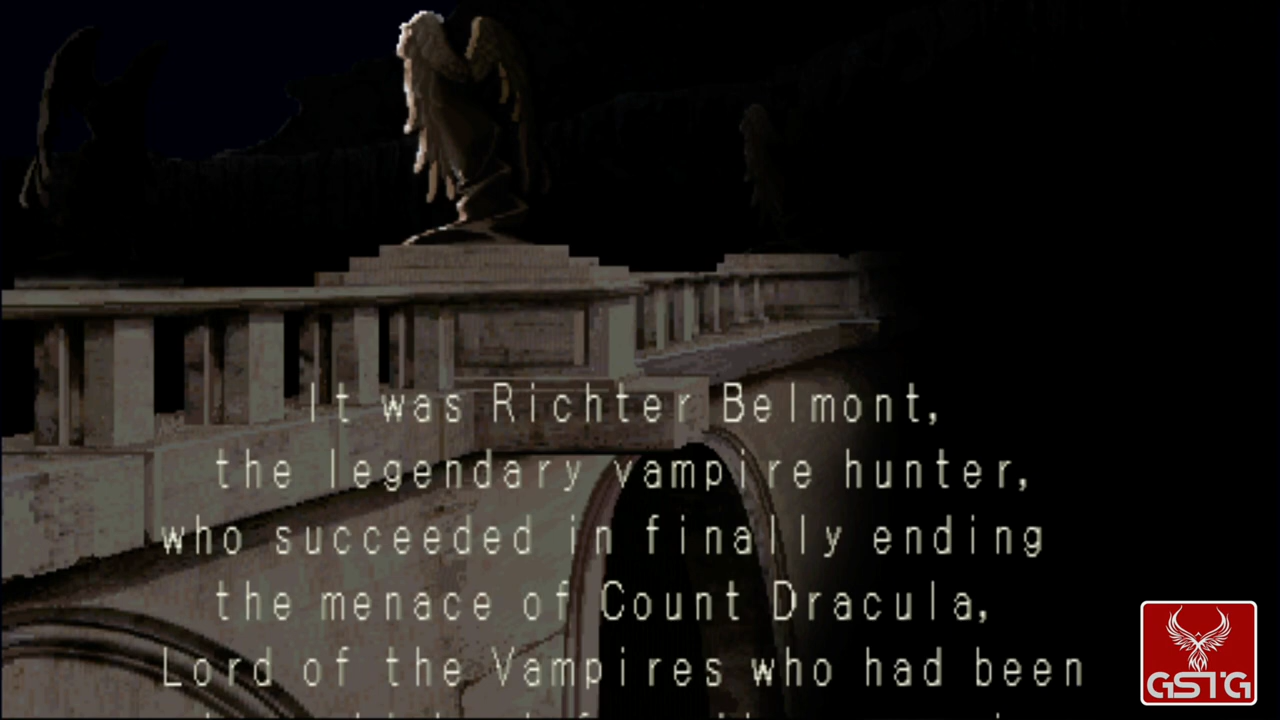 It was Richter Belmont,
the legendary vampire hunter,
who succeeded in finally ending
the menace of Count Dracula,
Lord of the Vampires who had been
GSTG